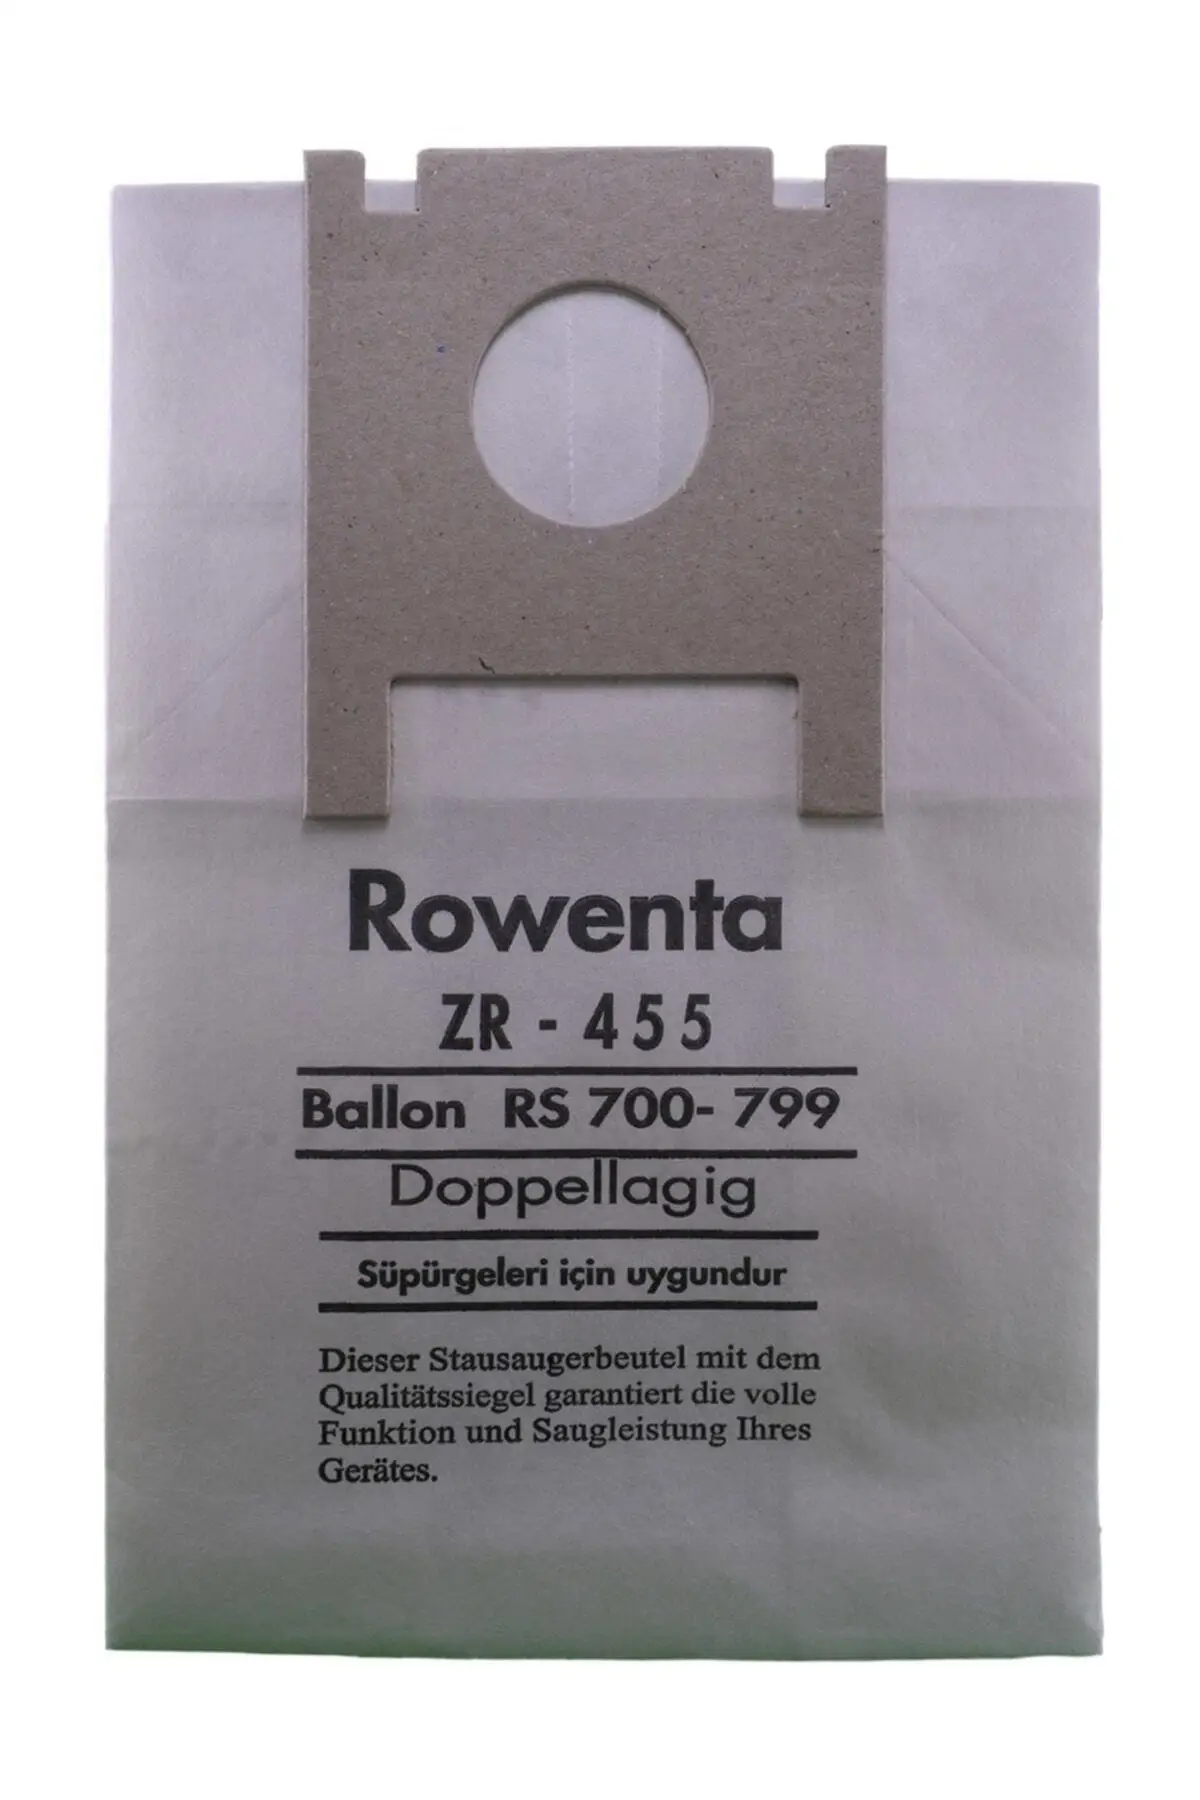 Rowenta
ZR - 455
Ballon RS 700- 799
Doppellagig
Süpürgeleri için uygundur
Dieser Stausaugerbeutel mit dem
Qualitätssiegel garantiert die volle
Funktion und Saugleistung Ihres
Gerätes.